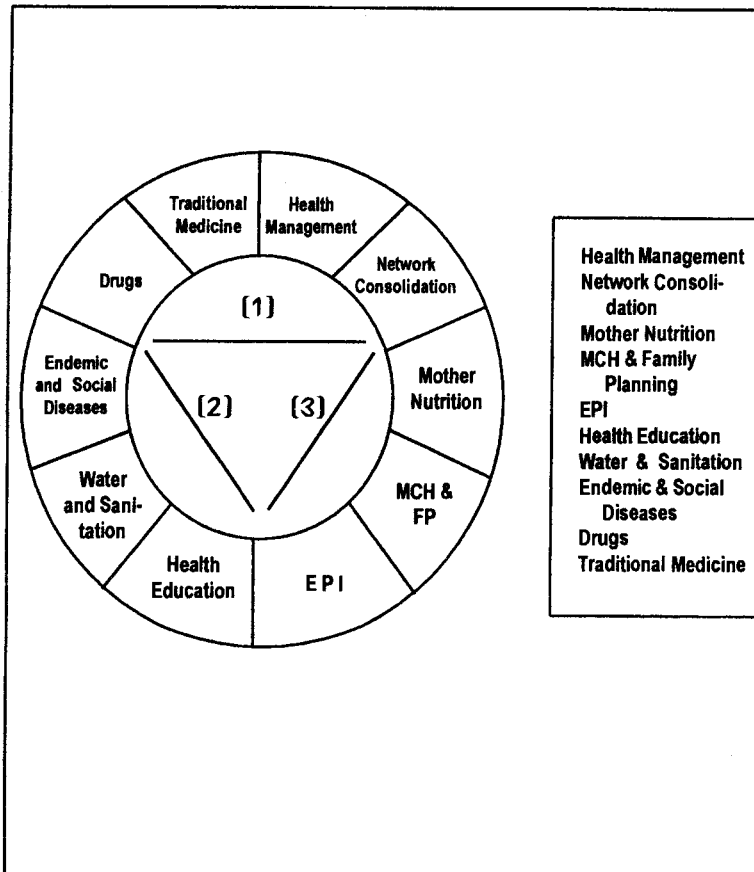 Traditional
Medicine
Health
Management
Network
Consolidation
Mother
Nutrition
MCH &
FP
EPI
Health
Education
Water
and Sani-
tation
Endemic
and Social
Diseases
Drugs
(1)
(2)
(3)
Health Management
Network Consoli-
dation
Mother Nutrition
MCH & Family
Planning
EPI
Health Education
Water & Sanitation
Endemic & Social
Diseases
Drugs
Traditional Medicine